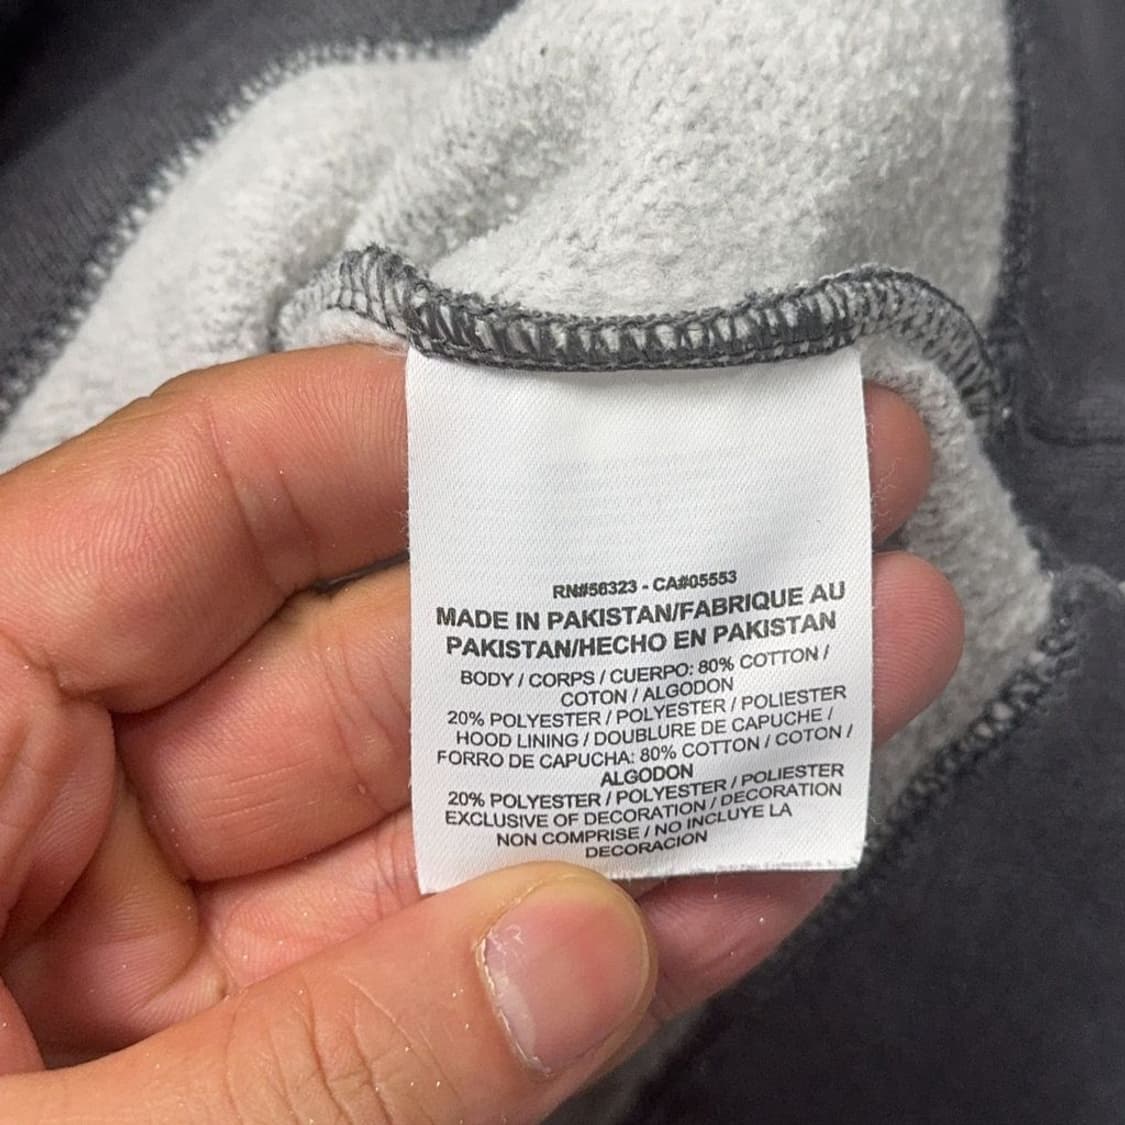 RN#56323 - CA#05553
MADE IN PAKISTAN/FABRIQUE AU
PAKISTAN/HECHO EN PAKISTAN
BODY / CORPS / CUERPO: 80% COTTON /
COTON / ALGODON
20% POLYESTER / POLYESTER / POLIESTER
HOOD LINING / DOUBLURE DE CAPUCHE /
FORRO DE CAPUCHA: 80% COTTON / COTON /
ALGODON
20% POLYESTER / POLYESTER / POLIESTER
EXCLUSIVE OF DECORATION / DECORATION
NON COMPRISE / NO INCLUYE LA
DECORACION